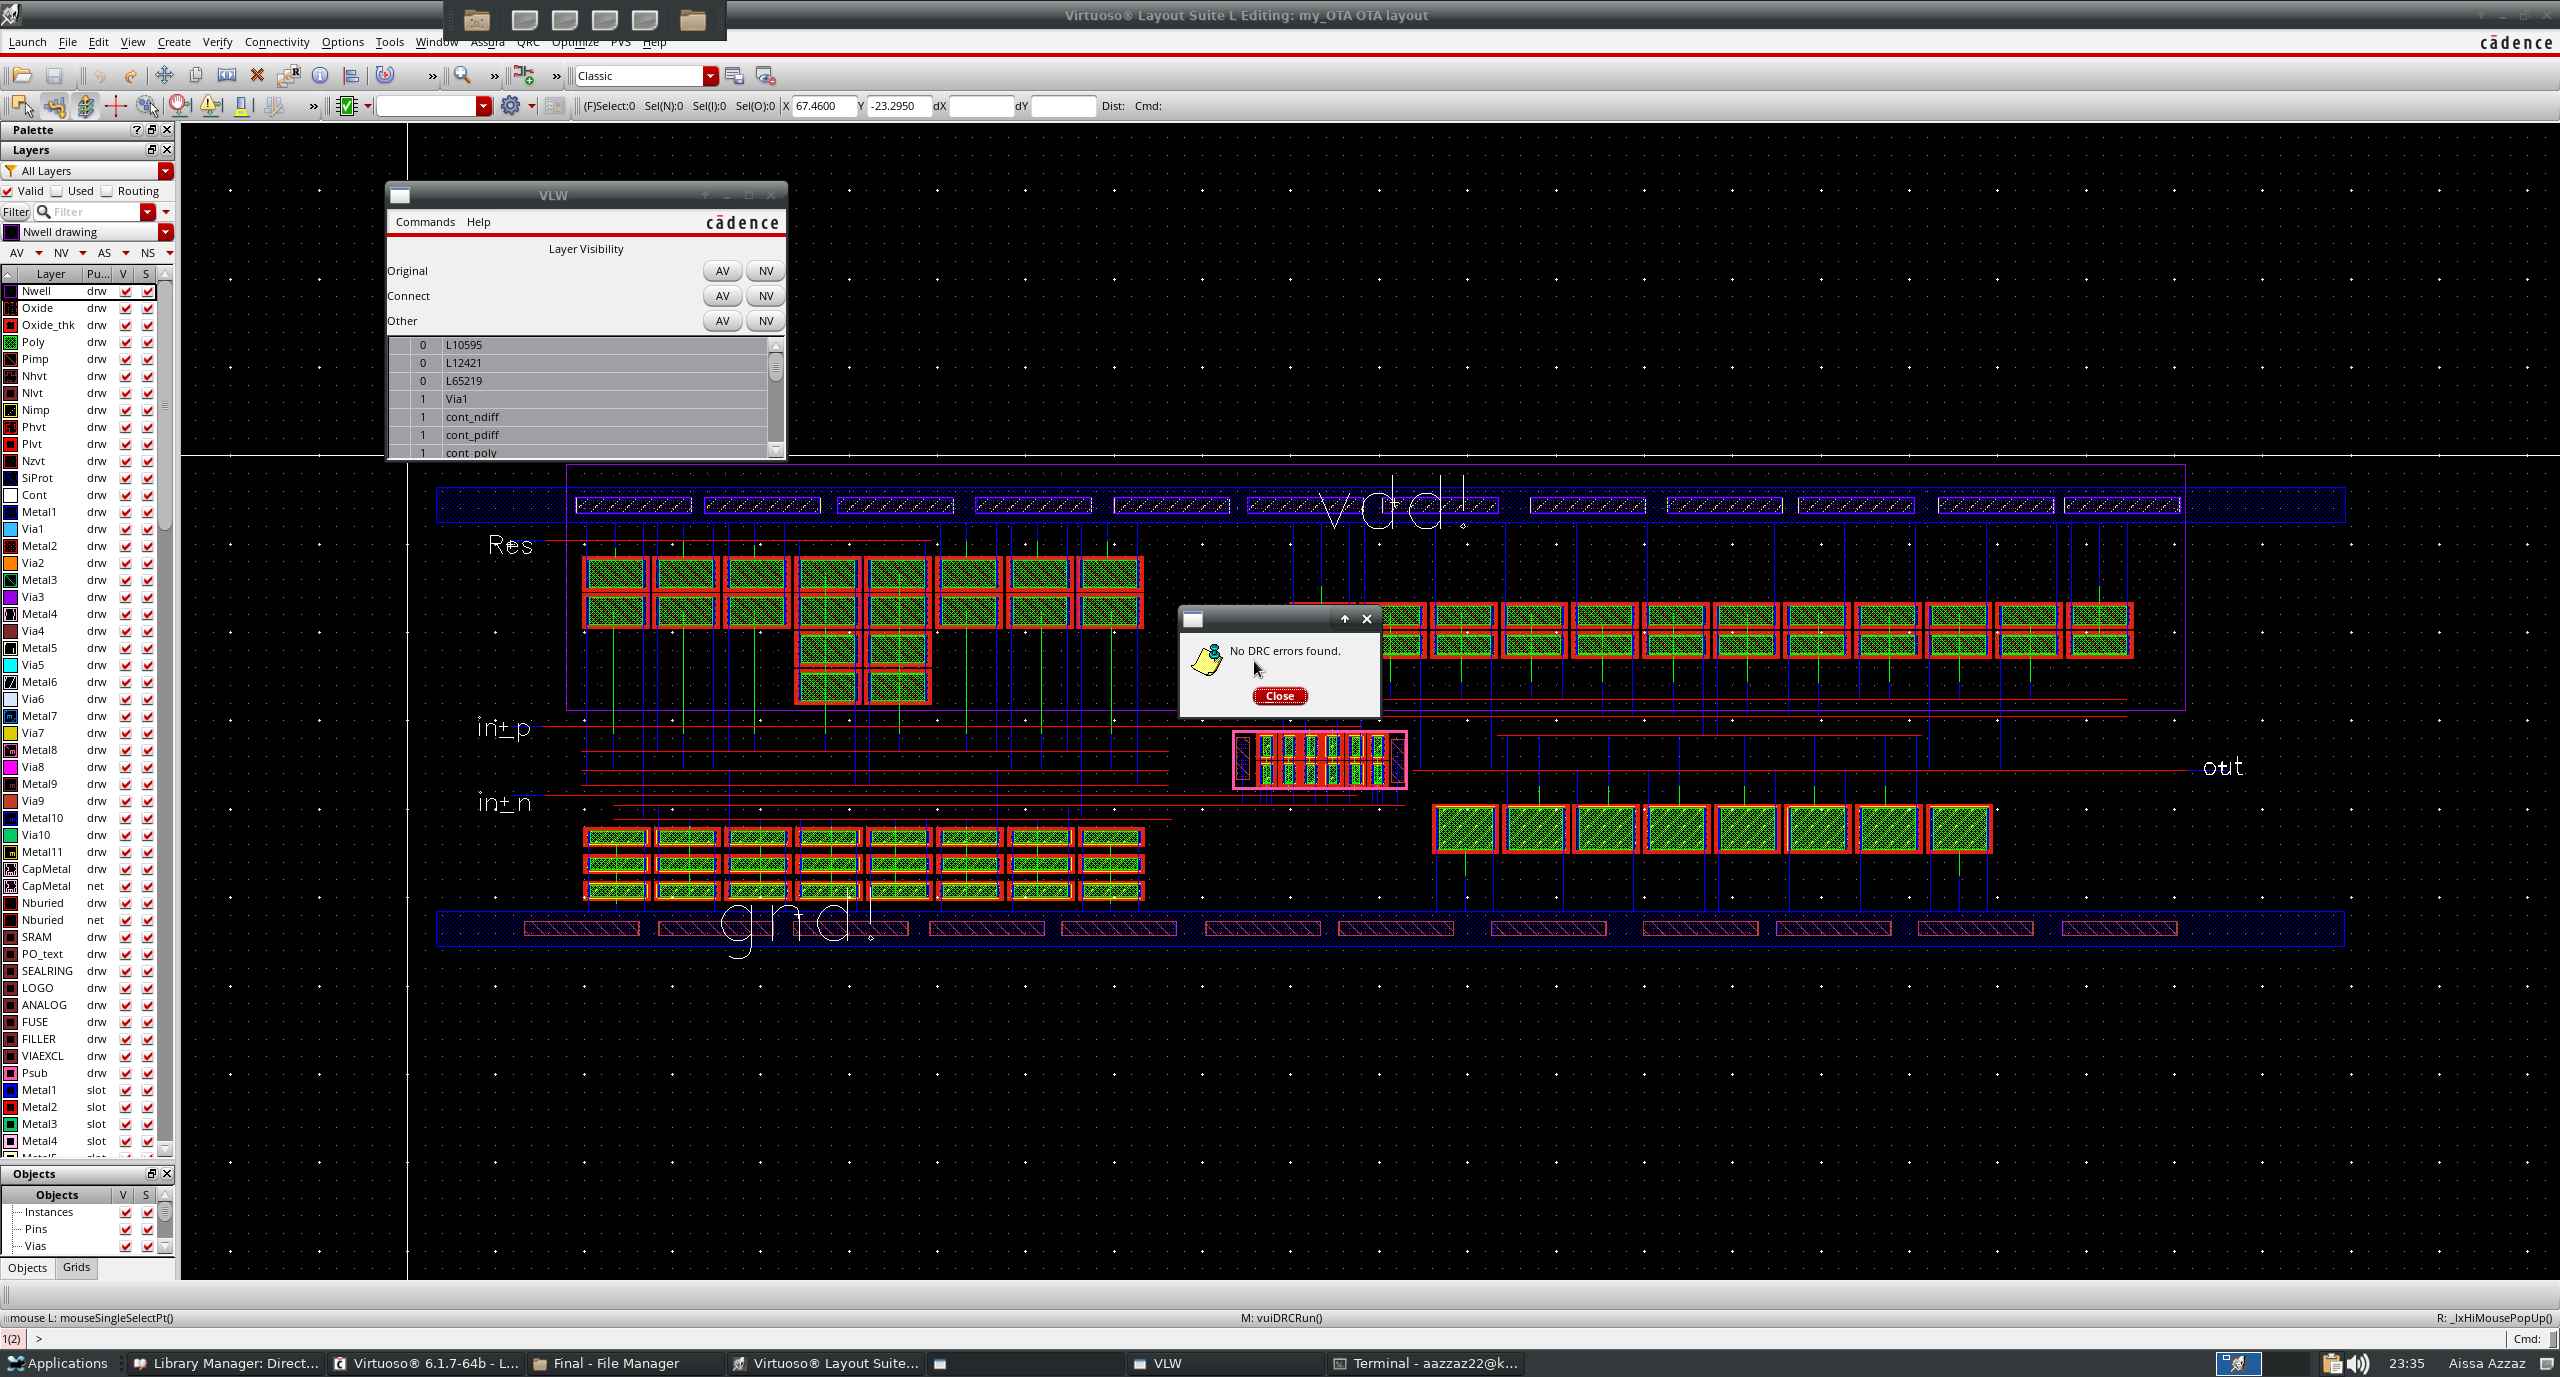 Virtuoso® Layout Suite L Editing: my_OTA OTA layout
Launch File Edit View Create Verify Connectivity Options Tools Window Assura QRC Optimize PVS Help
cādence
Classic
(F)Select:0 Sel(N):0 Sel(I):0 Sel(O):0 X 67.4600 Y -23.2950 dX dY Dist: Cmd:
Palette
Layers
All Layers
Valid Used Routing
Filter Filter
Nwell drawing
AV NV AS NS
Layer Pu... V S
Nwell drw
Oxide drw
Oxide_thk drw
Poly drw
Pimp drw
Nhvt drw
Nlvt drw
Nimp drw
Phvt drw
Plvt drw
Nzvt drw
SiProt drw
Cont drw
Metal1 drw
Via1 drw
Metal2 drw
Via2 drw
Metal3 drw
Via3 drw
Metal4 drw
Via4 drw
Metal5 drw
Via5 drw
Metal6 drw
Via6 drw
Metal7 drw
Via7 drw
Metal8 drw
Via8 drw
Metal9 drw
Via9 drw
Metal10 drw
Via10 drw
Metal11 drw
CapMetal drw
CapMetal net
Nburied drw
Nburied net
SRAM drw
PO_text drw
SEALRING drw
LOGO drw
ANALOG drw
FUSE drw
FILLER drw
VIAEXCL drw
Psub drw
Metal1 slot
Metal2 slot
Metal3 slot
Metal4 slot
Objects
Objects V S
Instances
Pins
Vias
Objects Grids
VLW
Commands Help cādence
Layer Visibility
Original AV NV
Connect AV NV
Other AV NV
0 L10595
0 L12421
0 L65219
1 Via1
1 cont_ndiff
1 cont_pdiff
1 cont_poly
vdd!
Res
No DRC errors found.
Close
in_p
out
in_n
gnd!
mouse L: mouseSingleSelectPt() M: vuiDRCRun() R: _lxHiMousePopUp()
1(2) > Cmd:
Applications Library Manager: Direct... Virtuoso® 6.1.7-64b - L... Final - File Manager Virtuoso® Layout Suite... VLW Terminal - aazzaz22@k... 23:35 Aissa Azzaz